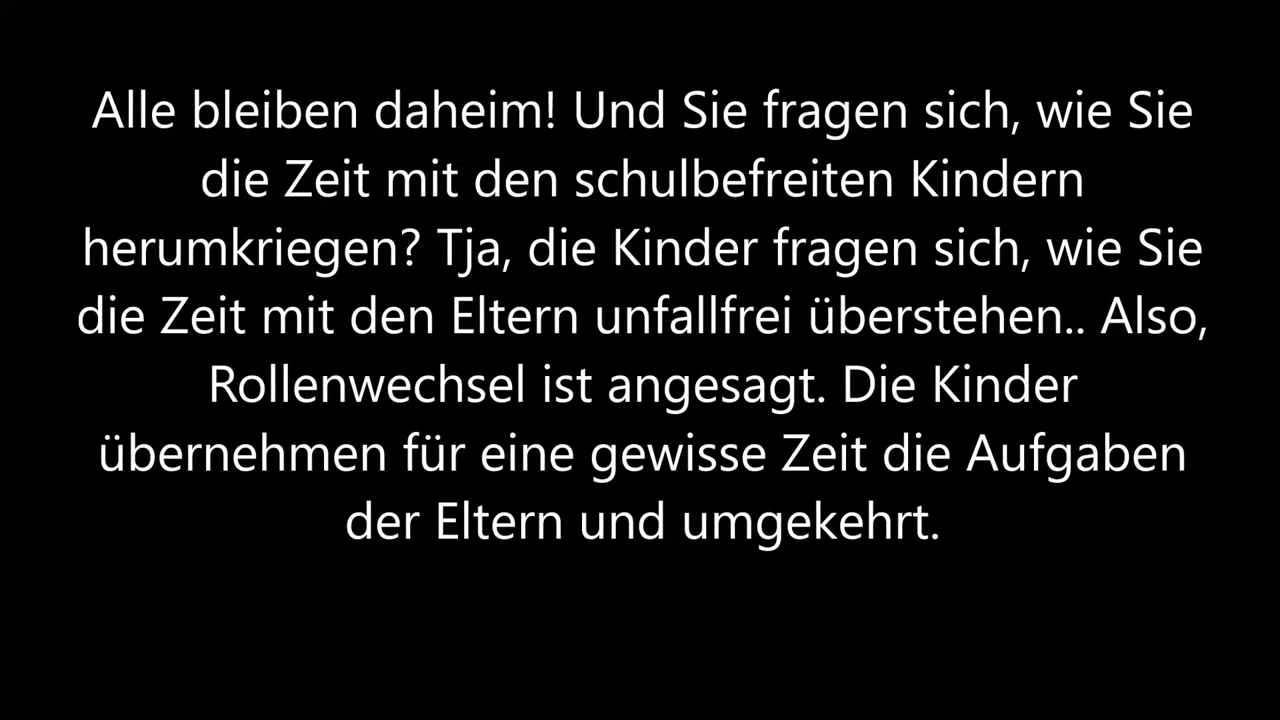 Alle bleiben daheim! Und Sie fragen sich, wie Sie
die Zeit mit den schulbefreiten Kindern
herumkriegen? Tja, die Kinder fragen sich, wie Sie
die Zeit mit den Eltern unfallfrei überstehen.. Also,
Rollenwechsel ist angesagt. Die Kinder
übernehmen für eine gewisse Zeit die Aufgaben
der Eltern und umgekehrt.